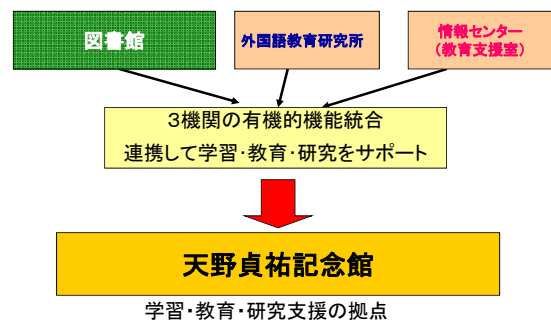 図書館
外国語教育研究所
情報センター
(教育支援室)
3機関の有機的機能統合
連携して学習・教育・研究をサポート
天野貞祐記念館
学習・教育・研究支援の拠点